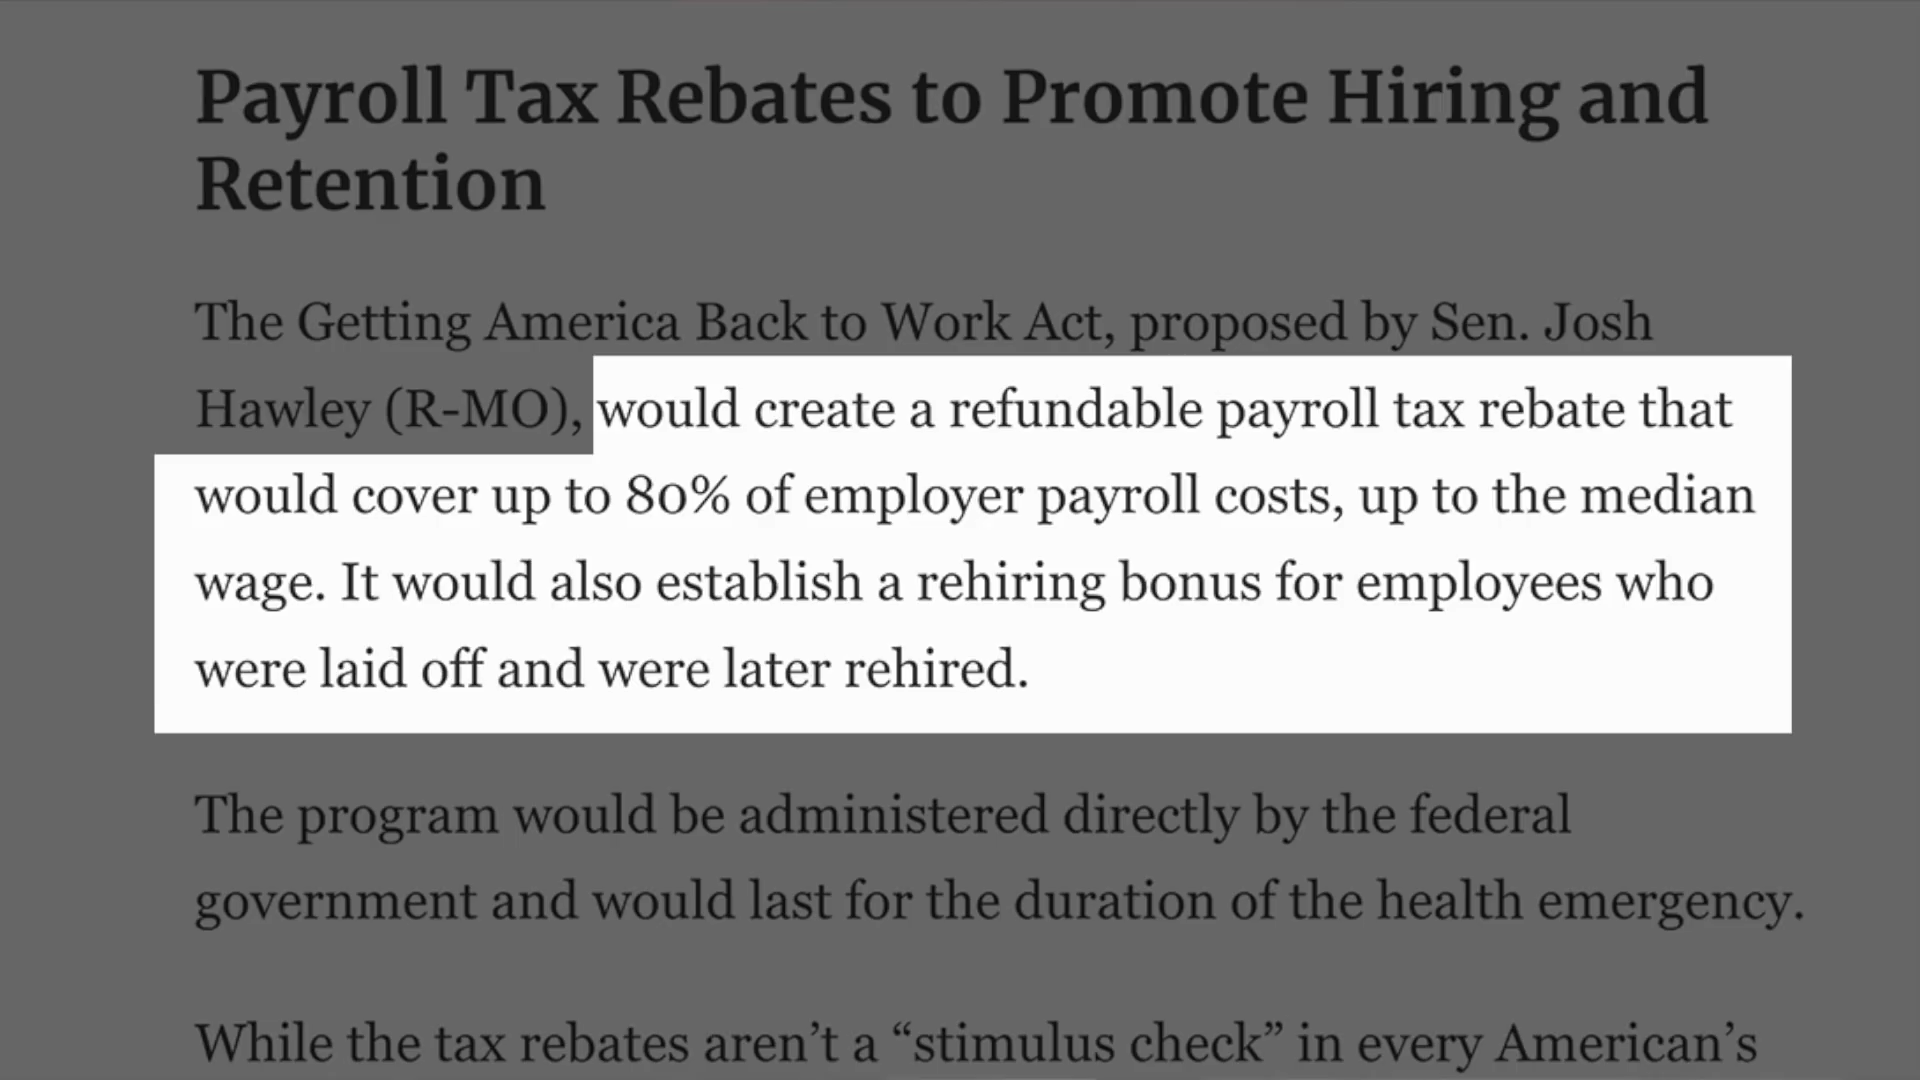 Payroll Tax Rebates to Promote Hiring and
Retention
The Getting America Back to Work Act, proposed by Sen. Josh
Hawley (R-MO), would create a refundable payroll tax rebate that
would cover up to 80% of employer payroll costs, up to the median
wage. It would also establish a rehiring bonus for employees who
were laid off and were later rehired.
The program would be administered directly by the federal
government and would last for the duration of the health emergency.
While the tax rebates aren’t a “stimulus check” in every American’s